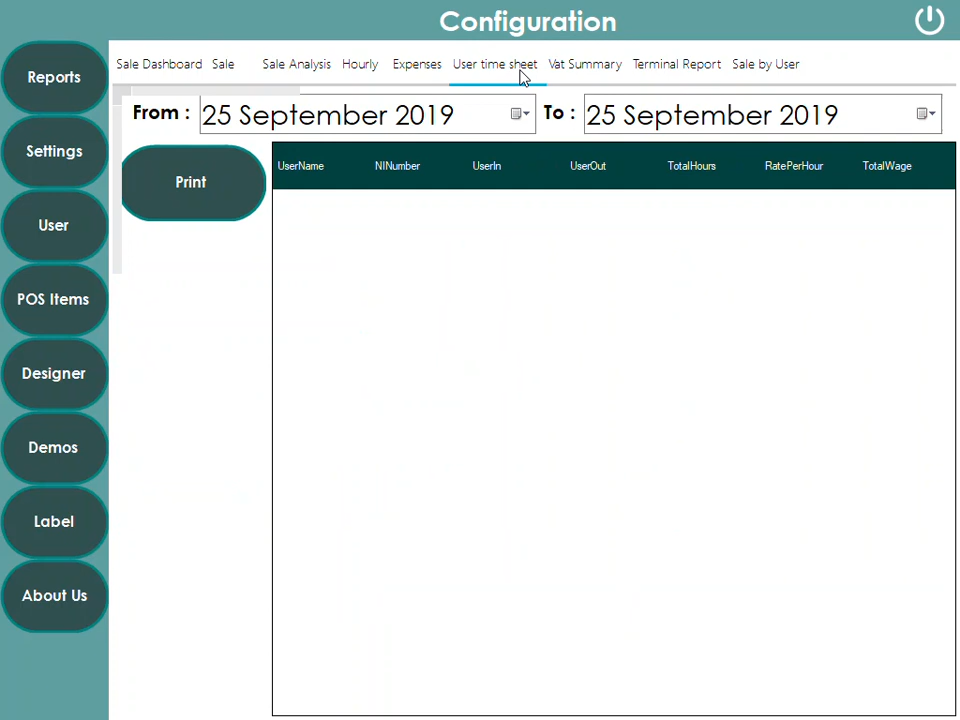 Configuration
Sale Dashboard Sale Sale Analysis Hourly Expenses User time sheet Vat Summary Terminal Report Sale by User
From : 25 September 2019 To : 25 September 2019
Print
UserName NINumber UserIn UserOut TotalHours RatePerHour TotalWage
Reports
Settings
User
POS Items
Designer
Demos
Label
About Us